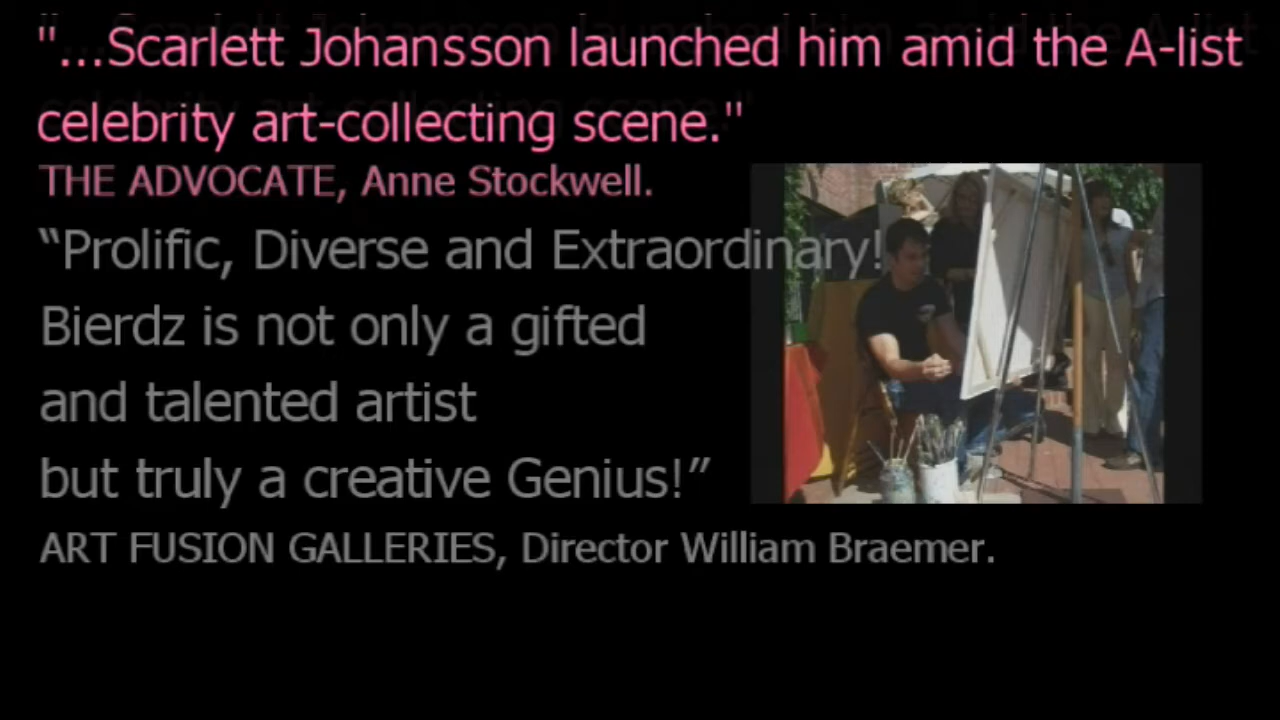 "...Scarlett Johansson launched him amid the A-list
celebrity art-collecting scene."
THE ADVOCATE, Anne Stockwell.
“Prolific, Diverse and Extraordinary!
Bierdz is not only a gifted
and talented artist
but truly a creative Genius!”
ART FUSION GALLERIES, Director William Braemer.